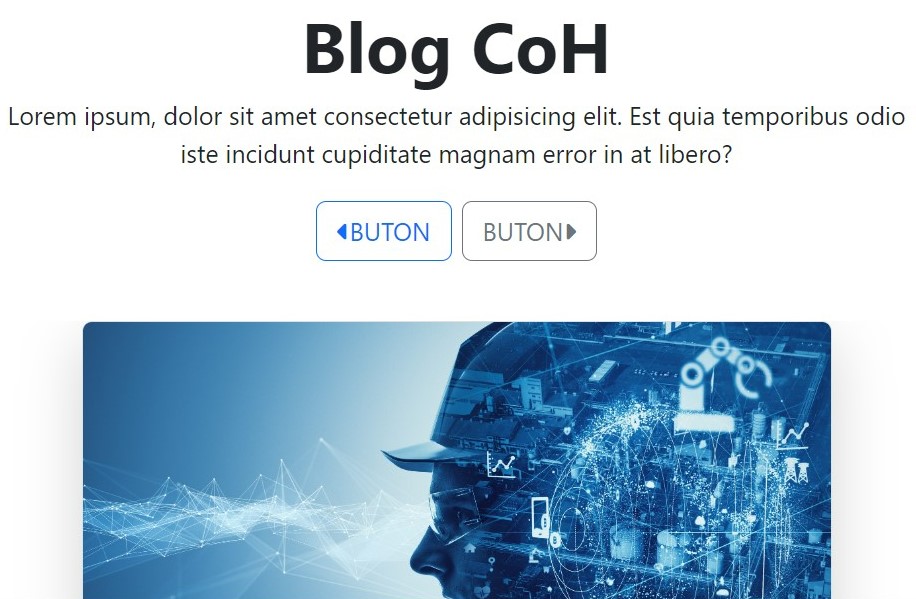 Blog CoH
Lorem ipsum, dolor sit amet consectetur adipisicing elit. Est quia temporibus odio
iste incidunt cupiditate magnam error in at libero?
BUTON BUTON